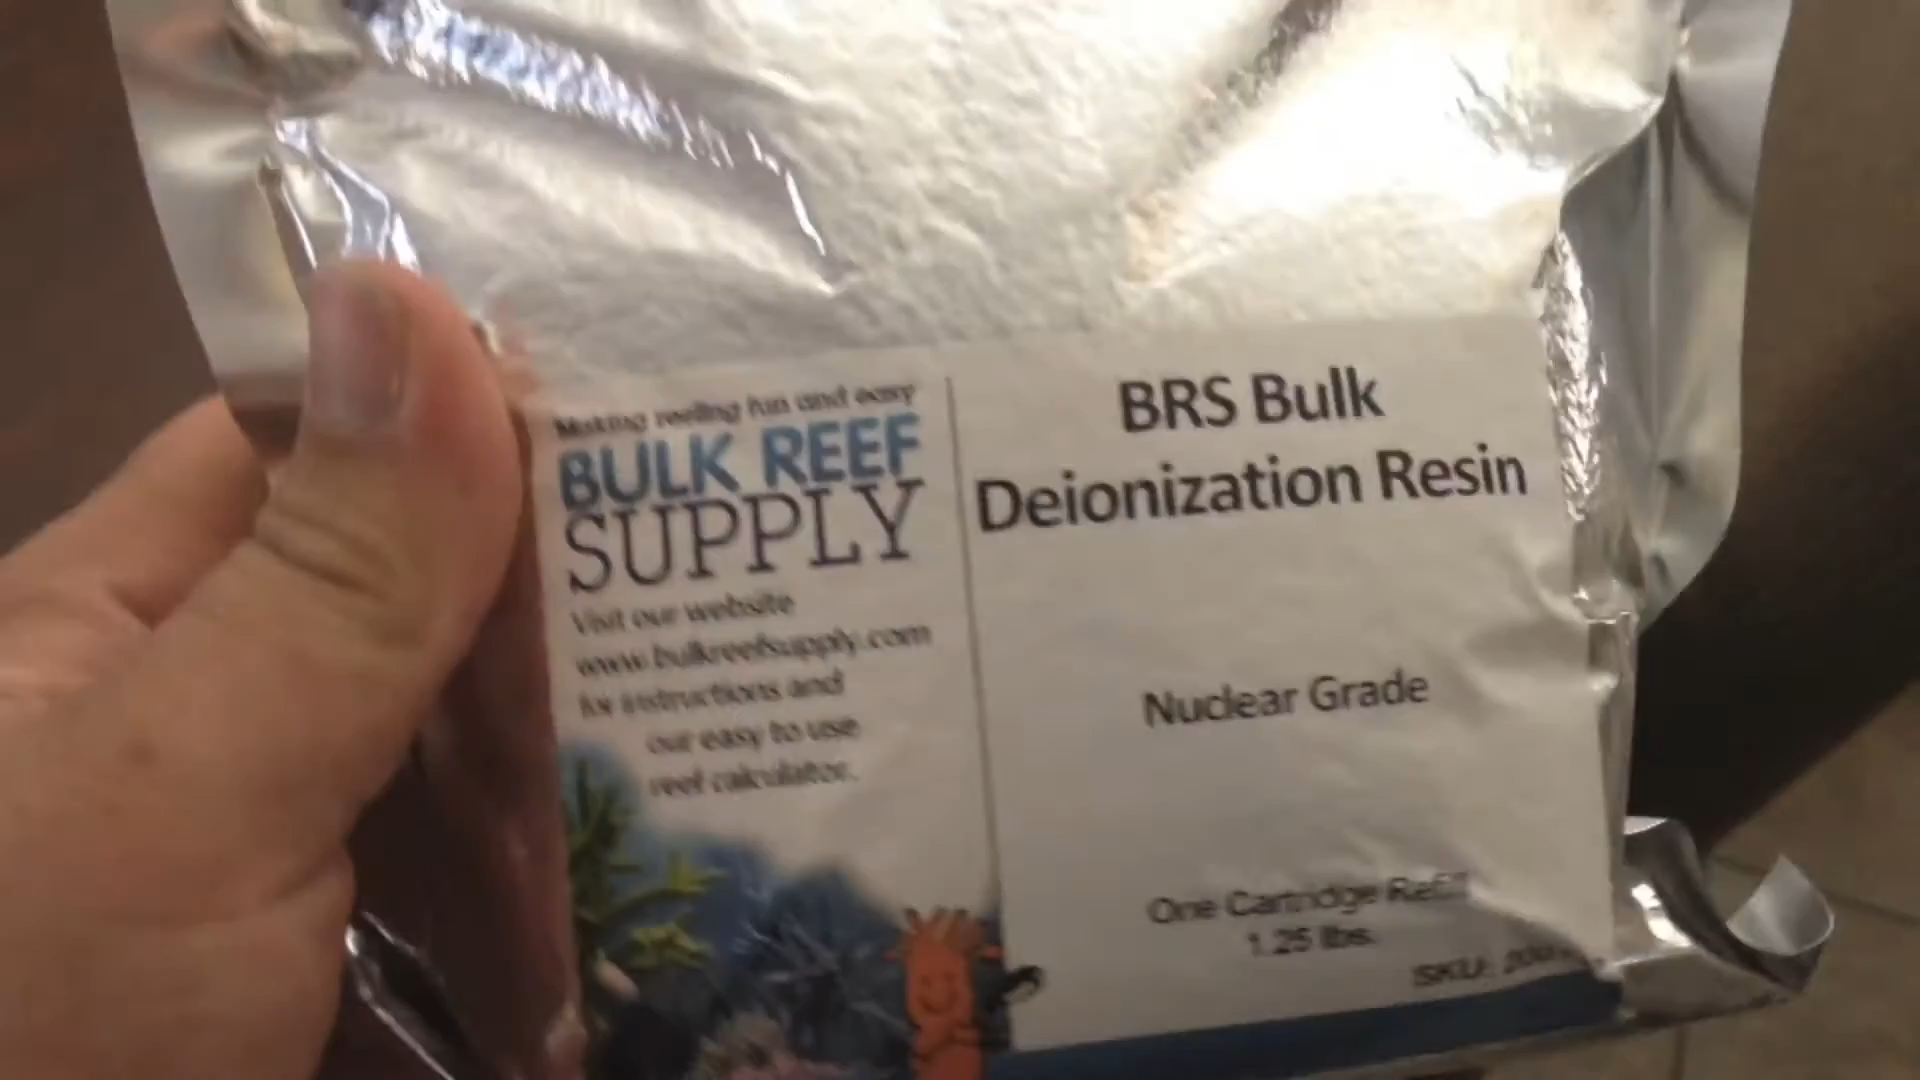 Making reefing fun and easy
BULK REEF
SUPPLY
Visit our website
www.bulkreefsupply.com
for instructions and
our easy to use
reef calculator.
BRS Bulk
Deionization Resin
Nuclear Grade
One Cartridge Refill
1.25 lbs.
SKU: